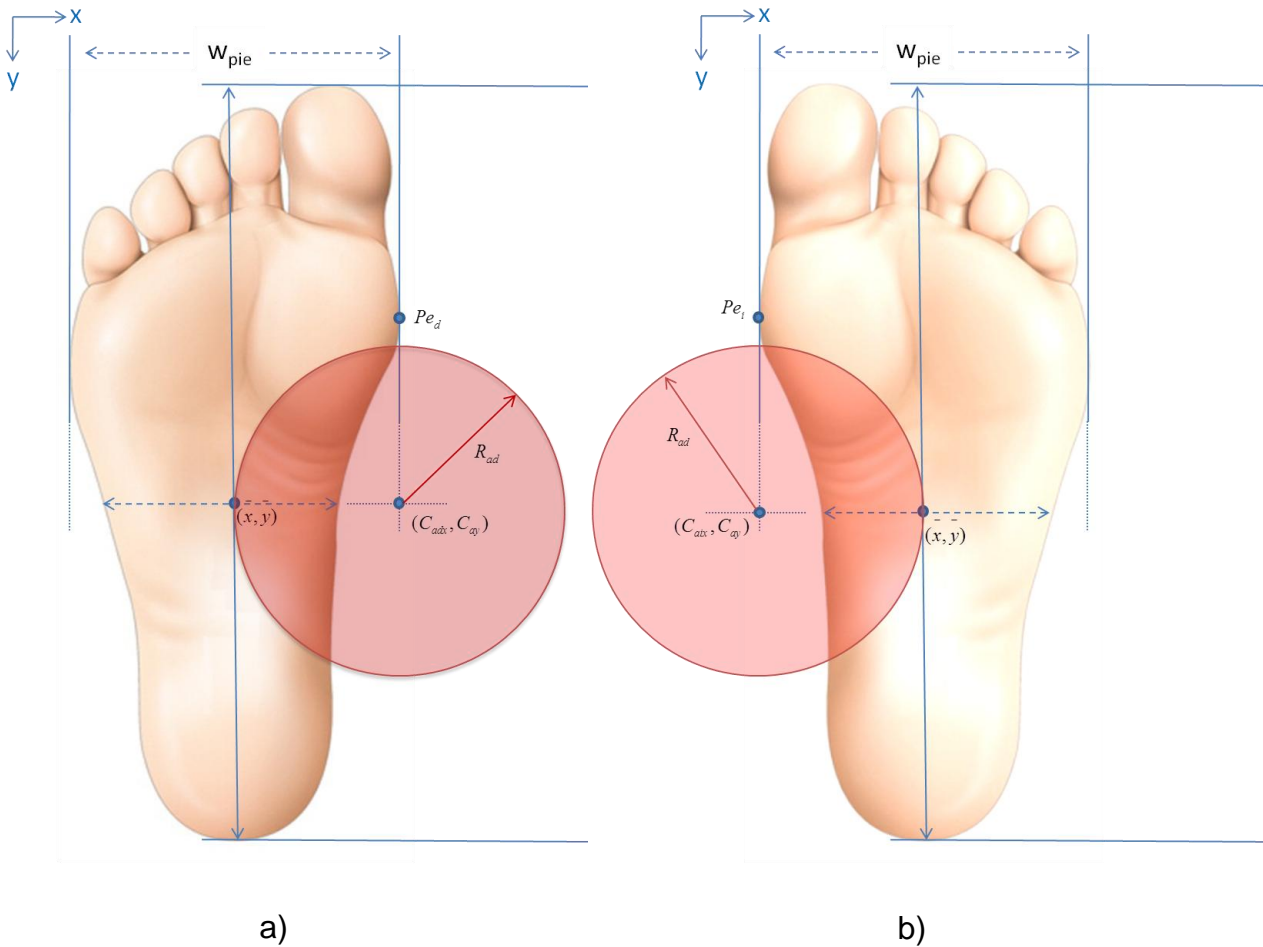 x
y
w_pie
Pe_d
R_ad
(x̄, ȳ)
(C_adx, C_ay)
a)
x
y
w_pie
Pe_i
R_ad
(C_aix, C_ay)
(x̄, ȳ)
b)